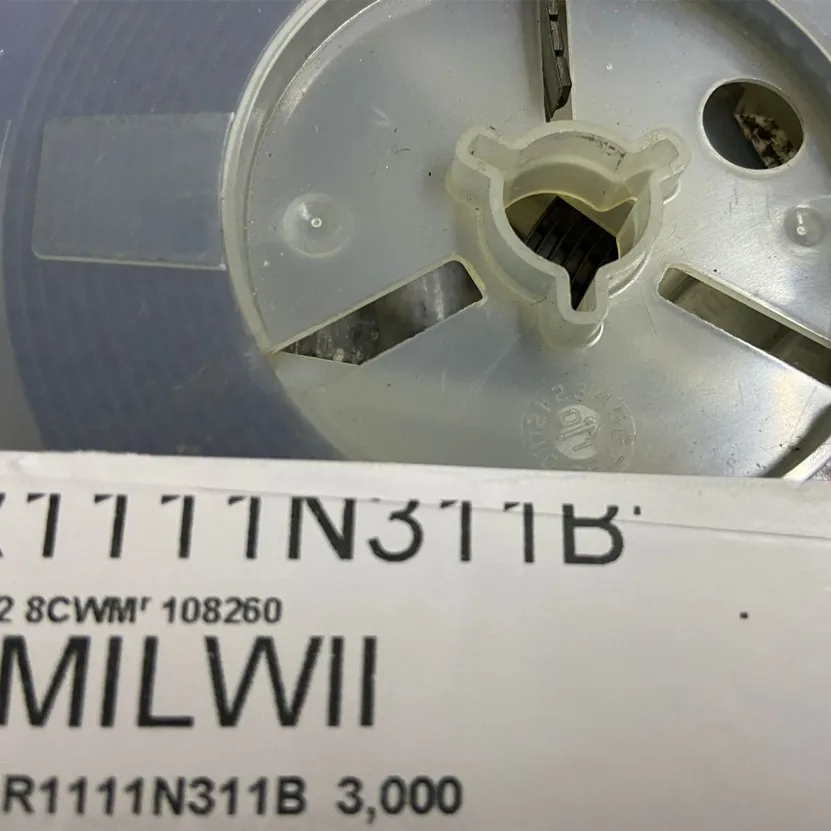 1111N311B
2 8CWM 108260
MILWII
R1111N311B 3,000